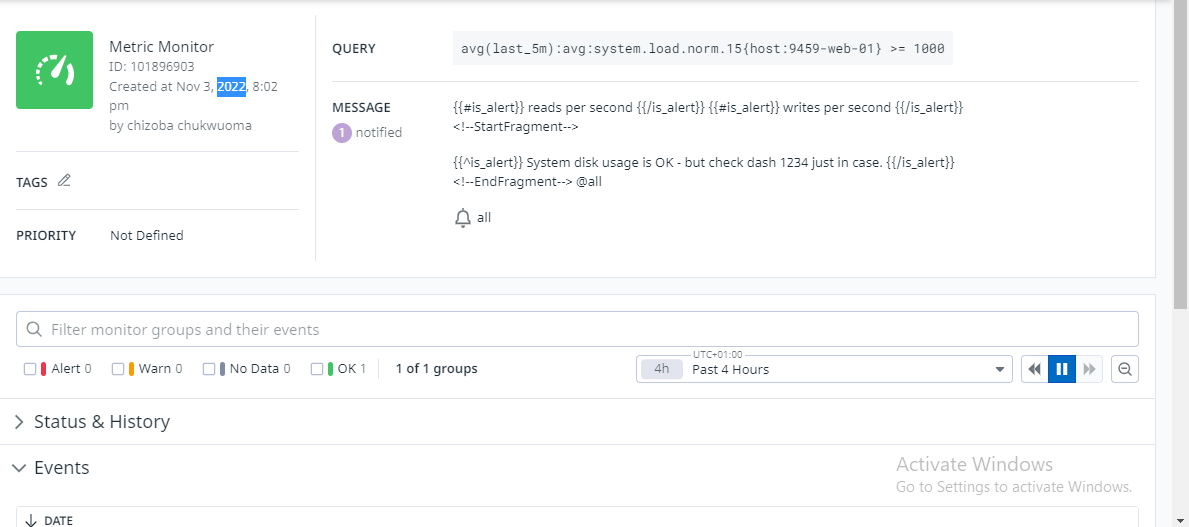 Metric Monitor
ID: 101896903
Created at Nov 3, 2022, 8:02
pm
by chizoba chukwuoma
TAGS
PRIORITY Not Defined
QUERY avg(last_5m):avg:system.load.norm.15{host:9459-web-01} >= 1000
MESSAGE
1 notified
{{#is_alert}} reads per second {{/is_alert}} {{#is_alert}} writes per second {{/is_alert}}
<!--StartFragment-->
{{^is_alert}} System disk usage is OK - but check dash 1234 just in case. {{/is_alert}}
<!--EndFragment--> @all
all
Filter monitor groups and their events
Alert 0 Warn 0 No Data 0 OK 1 1 of 1 groups
UTC+01:00
4h Past 4 Hours
Status & History
Events
Activate Windows
Go to Settings to activate Windows.
DATE